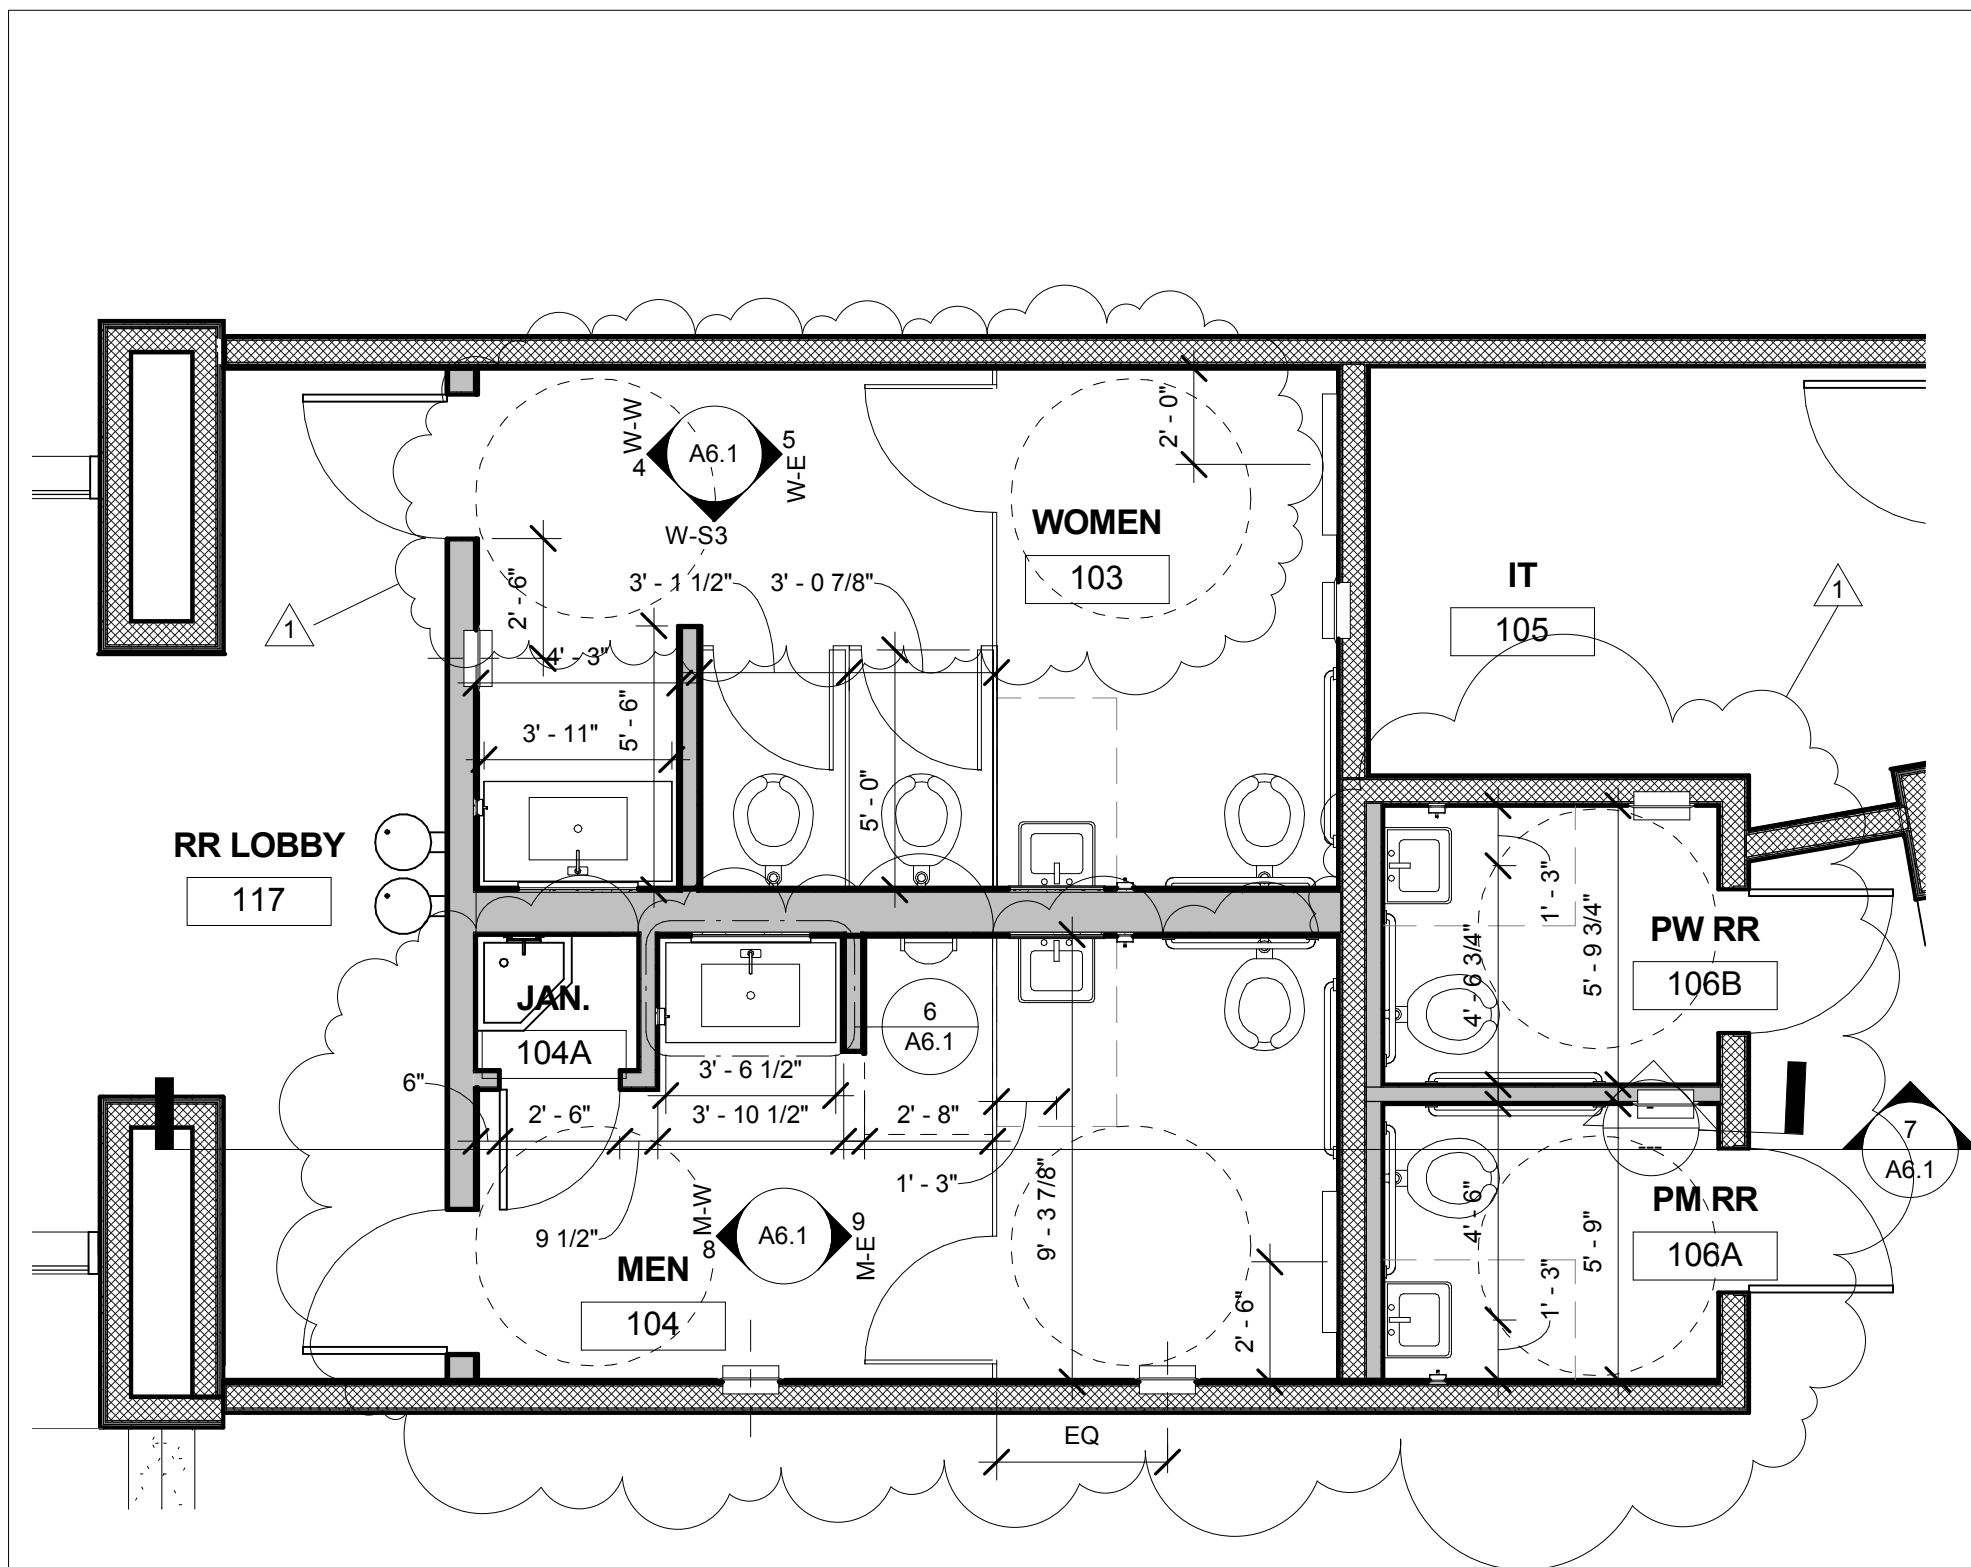 2' - 0"
W-W
4
A6.1
5
W-E
W-S3
WOMEN
103
2' - 6"
3' - 1 1/2"
3' - 0 7/8"
IT
105
1
1
4' - 3"
3' - 11"
5' - 6"
5' - 0"
RR LOBBY
117
1' - 3"
4' - 6 3/4"
5' - 9 3/4"
PW RR
106B
JAN.
104A
6
A6.1
6"
3' - 6 1/2"
2' - 6"
3' - 10 1/2"
2' - 8"
1' - 3"
9' - 3 7/8"
9 1/2"
M-W
8
A6.1
9
M-E
MEN
104
2' - 6"
-
---
7
A6.1
4' - 6"
5' - 9"
1' - 3"
PM RR
106A
EQ